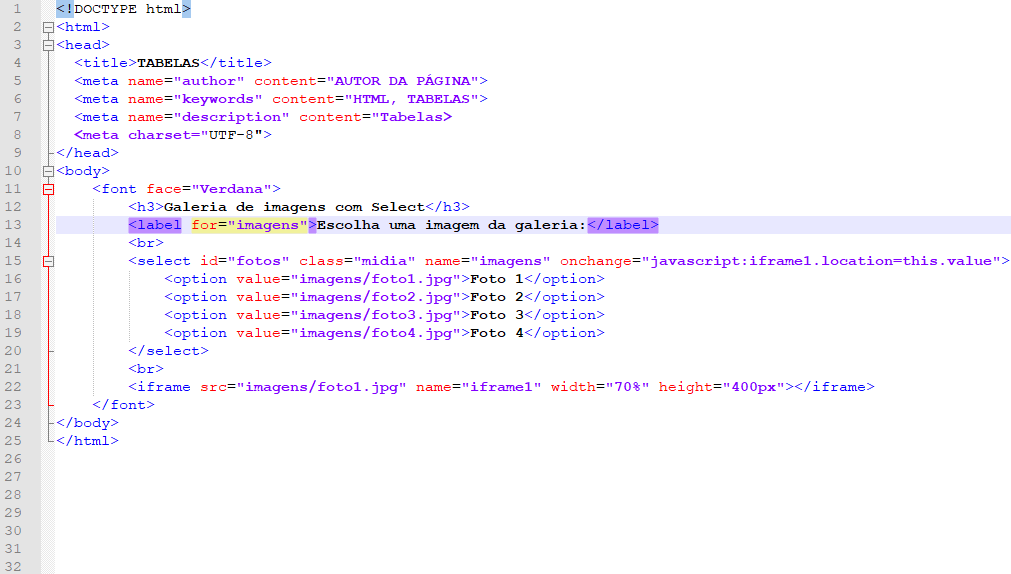 1 <!DOCTYPE html>
2 <html>
3 <head>
4 <title>TABELAS</title>
5 <meta name="author" content="AUTOR DA PÁGINA">
6 <meta name="keywords" content="HTML, TABELAS">
7 <meta name="description" content="Tabelas>
8 <meta charset="UTF-8">
9 </head>
10 <body>
11 <font face="Verdana">
12 <h3>Galeria de imagens com Select</h3>
13 <label for="imagens">Escolha uma imagem da galeria:</label>
14 <br>
15 <select id="fotos" class="midia" name="imagens" onchange="javascript:iframe1.location=this.value">
16 <option value="imagens/foto1.jpg">Foto 1</option>
17 <option value="imagens/foto2.jpg">Foto 2</option>
18 <option value="imagens/foto3.jpg">Foto 3</option>
19 <option value="imagens/foto4.jpg">Foto 4</option>
20 </select>
21 <br>
22 <iframe src="imagens/foto1.jpg" name="iframe1" width="70%" height="400px"></iframe>
23 </font>
24 </body>
25 </html>
26
27
28
29
30
31
32